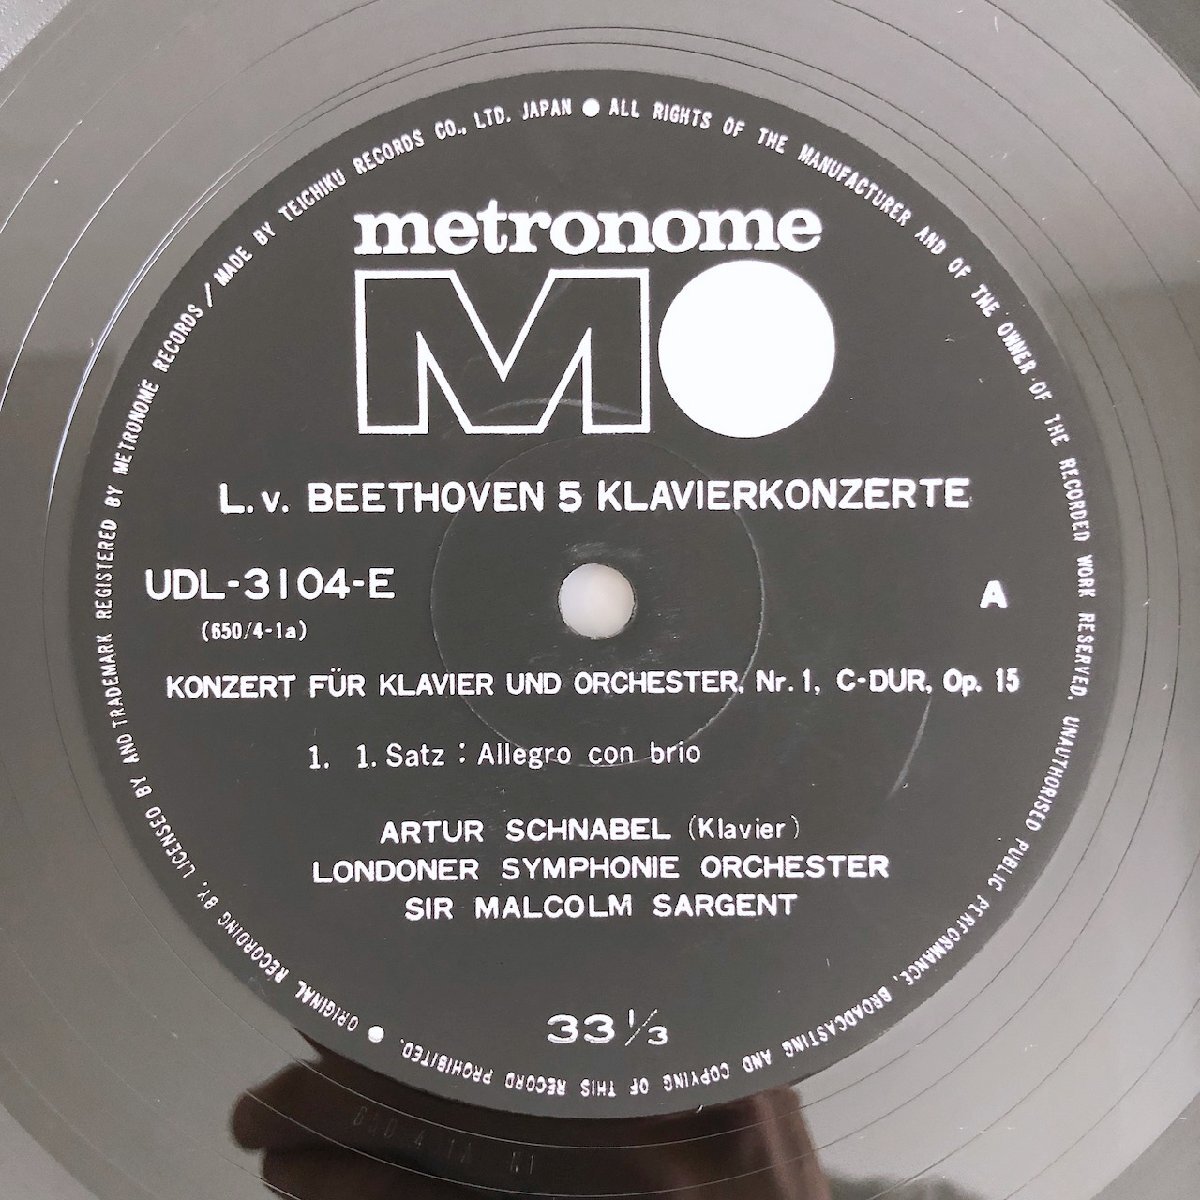 ORIGINAL RECORDING BY, LICENSED BY AND TRADEMARK REGISTERED BY METRONOME RECORDS / MADE BY TEICHIKU RECORDS CO., LTD. JAPAN ● ALL RIGHTS OF THE MANUFACTURER AND OF THE OWNER OF THE RECORDED WORK RESERVED. UNAUTHORISED PUBLIC PERFORMANCE, BROADCASTING AND COPYING OF THIS RECORD PROHIBITED. ●
metronome
MO
L.v. BEETHOVEN 5 KLAVIERKONZERTE
UDL-3104-E
A
(650/4-1a)
KONZERT FÜR KLAVIER UND ORCHESTER, Nr. 1, C-DUR, Op. 15
1. 1. Satz : Allegro con brio
ARTUR SCHNABEL (Klavier)
LONDONER SYMPHONIE ORCHESTER
SIR MALCOLM SARGENT
33 1/3